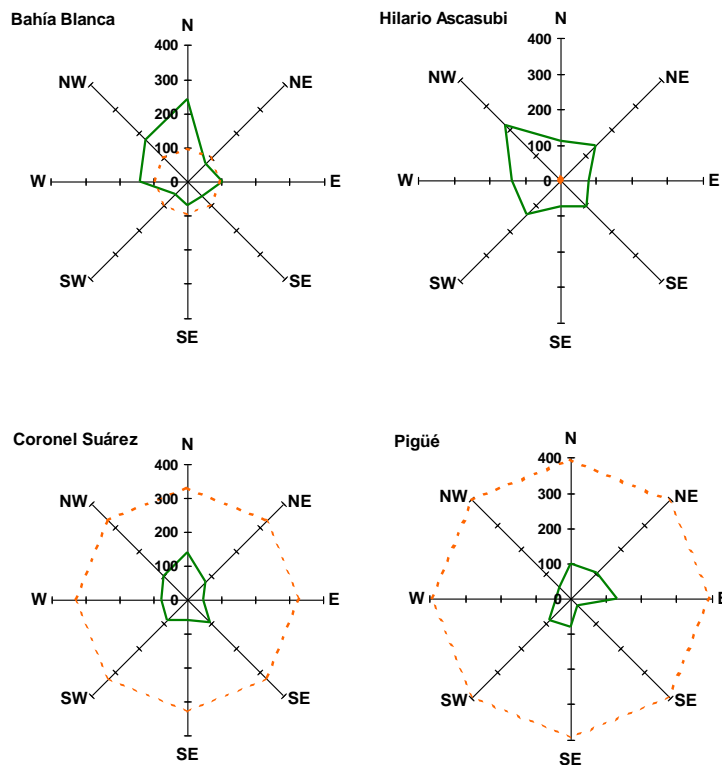 Bahía Blanca
N
400
300
200
100
0
NW
NE
W
E
SW
SE
SE
Hilario Ascasubi
N
400
300
200
100
0
NW
NE
W
E
SW
SE
SE
Coronel Suárez
N
400
300
200
100
0
NW
NE
W
E
SW
SE
SE
Pigüé
N
400
300
200
100
0
NW
NE
W
E
SW
SE
SE